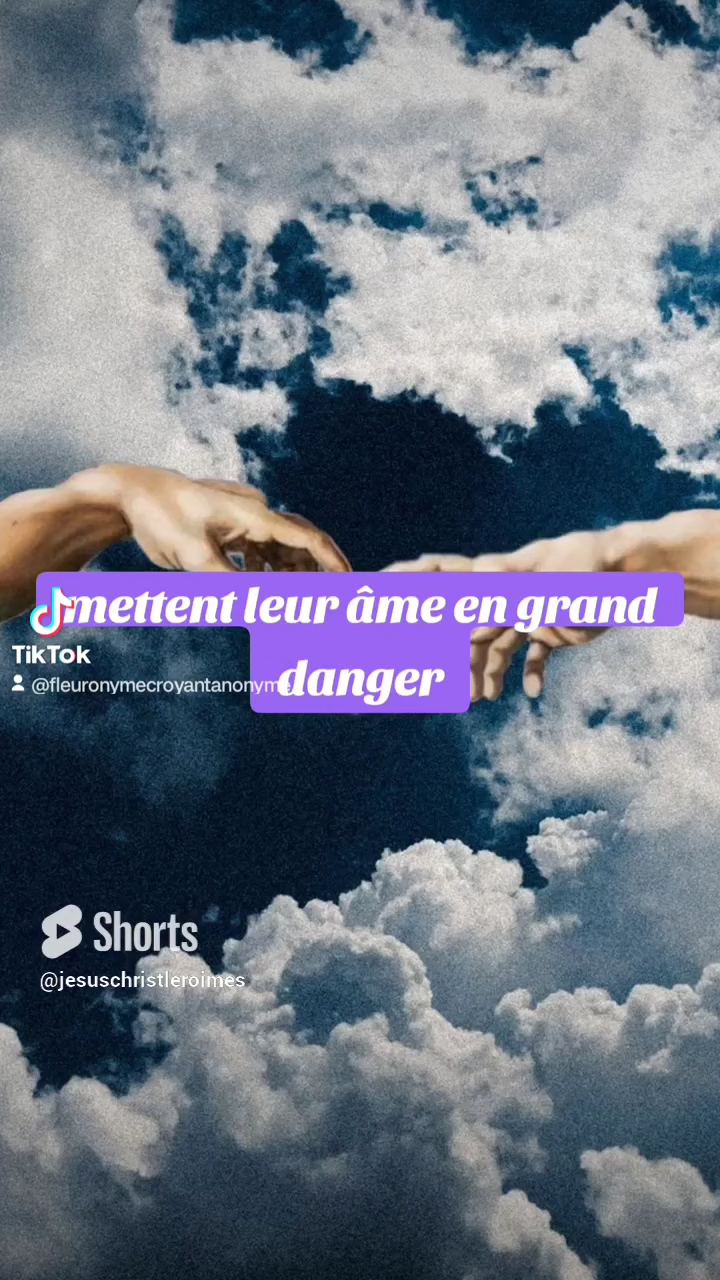 mettent leur âme en grand
danger
TikTok
@fleuronymecroyantanonyme
Shorts
@jesuschristleroimes